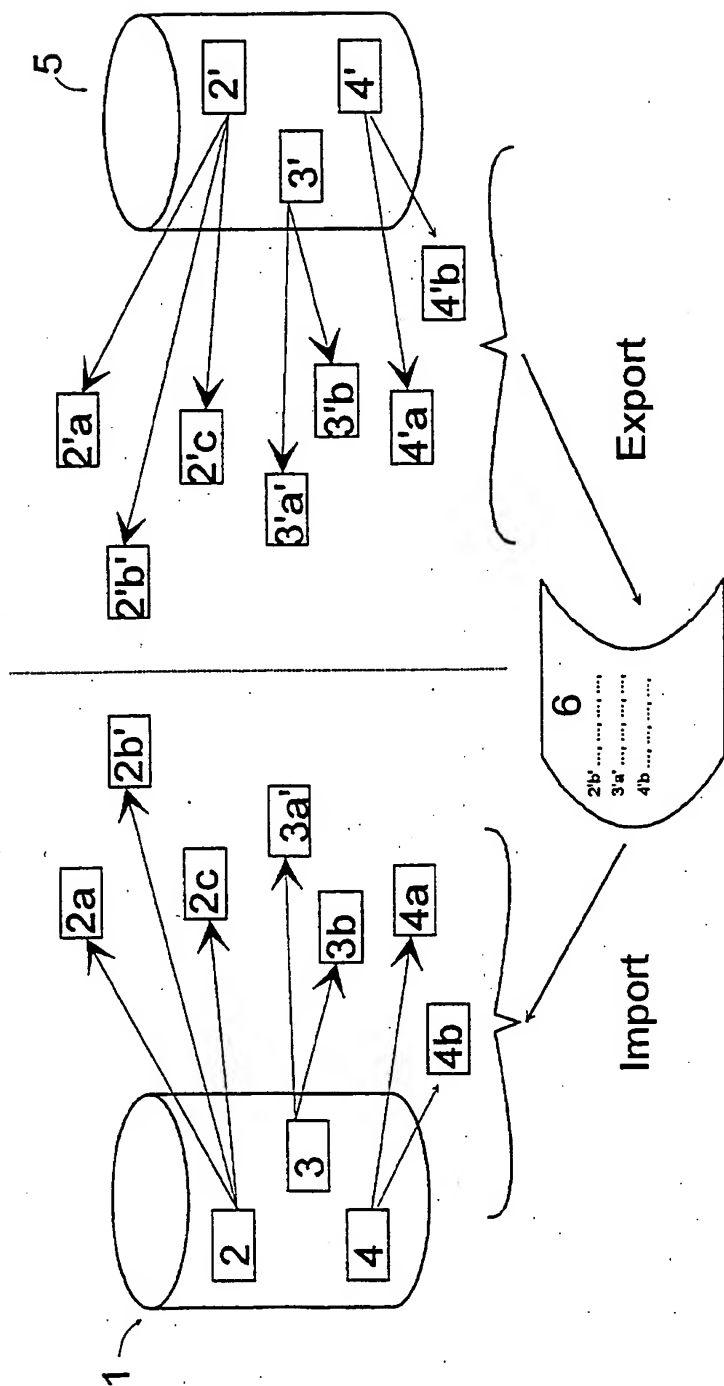 1
5
2a
2'a
2b'
2'b'
2c
2'c
2
2'
3a'
3'a'
3
3'
3b
3'b
4
4'
4a
4'a
4b
4'b
6
2'b' ...., ...., ....,
3'a' ...., ...., ....,
4'b ...., ...., ....,
Import
Export